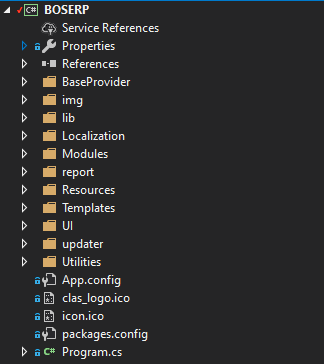 C# BOSERP
Service References
Properties
References
BaseProvider
img
lib
Localization
Modules
report
Resources
Templates
UI
updater
Utilities
App.config
clas_logo.ico
icon.ico
packages.config
C# Program.cs